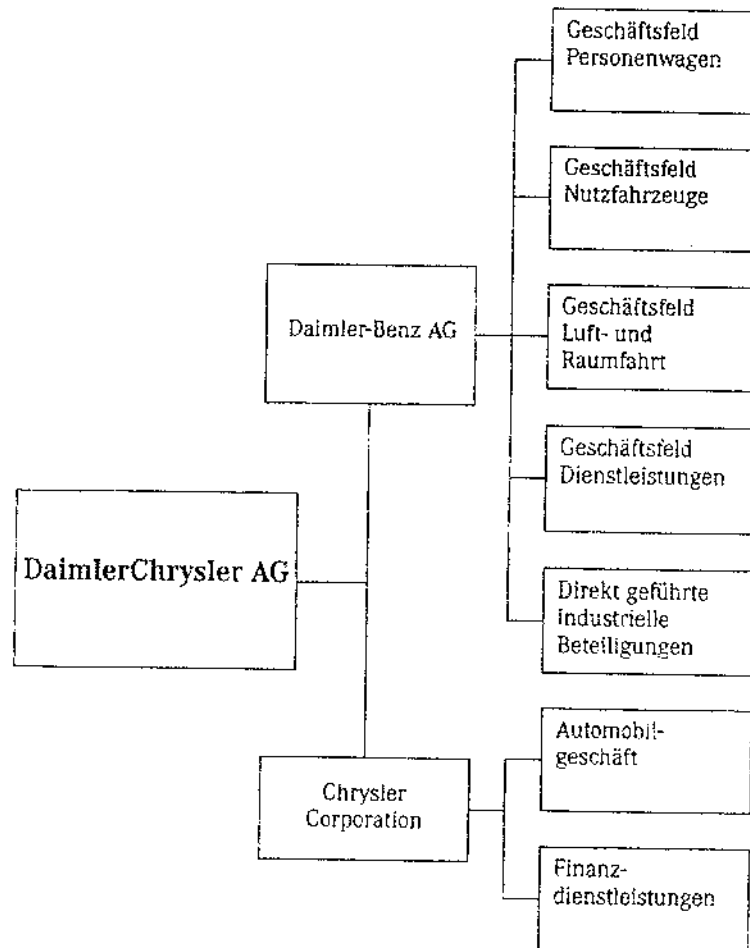 Geschäftsfeld
Personenwagen
Geschäftsfeld
Nutzfahrzeuge
Daimler-Benz AG
Geschäftsfeld
Luft- und
Raumfahrt
Geschäftsfeld
Dienstleistungen
DaimlerChrysler AG
Direkt geführte
Industrielle
Beteiligungen
Chrysler
Corporation
Automobil-
geschäft
Finanz-
dienstleistungen